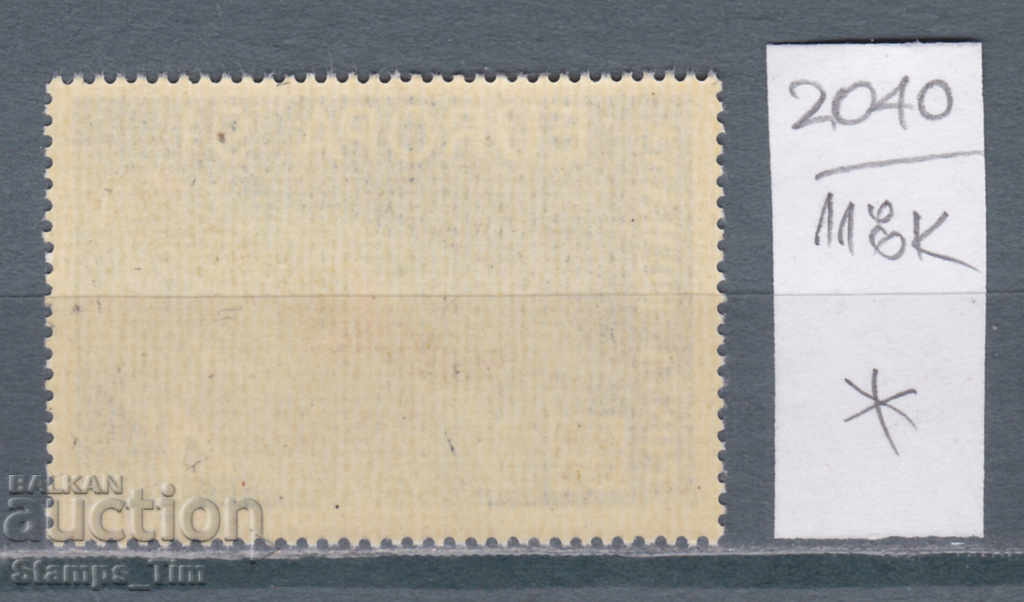 2040
118K
*
BALKAN
auction
Stamps_Tim